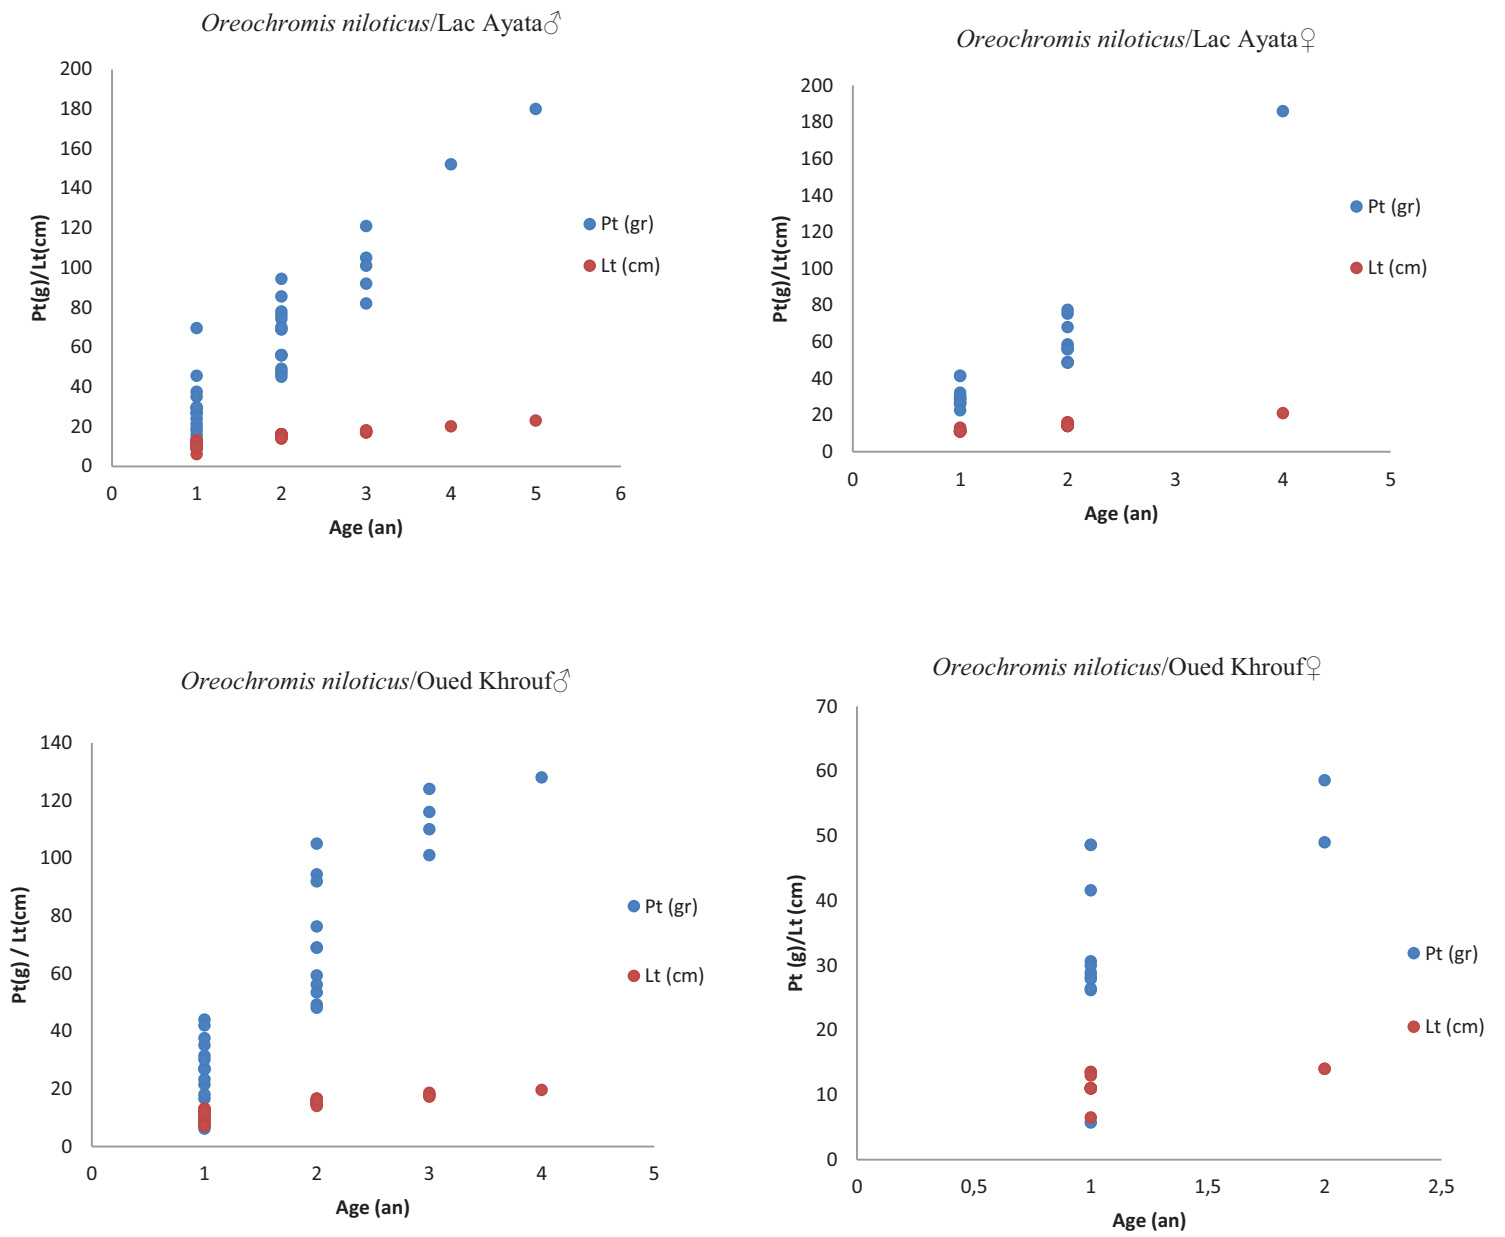 Oreochromis niloticus/Lac Ayata♂
200
180
160
140
120
100
80
60
40
20
0
Pt(g)/Lt(cm)
0 1 2 3 4 5 6
Age (an)
Pt (gr)
Lt (cm)
Oreochromis niloticus/Lac Ayata♀
200
180
160
140
120
100
80
60
40
20
0
Pt(g)/Lt(cm)
0 1 2 3 4 5
Age (an)
Pt (gr)
Lt (cm)
Oreochromis niloticus/Oued Khrouf♂
140
120
100
80
60
40
20
0
Pt(g) / Lt(cm)
0 1 2 3 4 5
Age (an)
Pt (gr)
Lt (cm)
Oreochromis niloticus/Oued Khrouf♀
70
60
50
40
30
20
10
0
Pt (g)/Lt (cm)
0 0,5 1 1,5 2 2,5
Age (an)
Pt (gr)
Lt (cm)